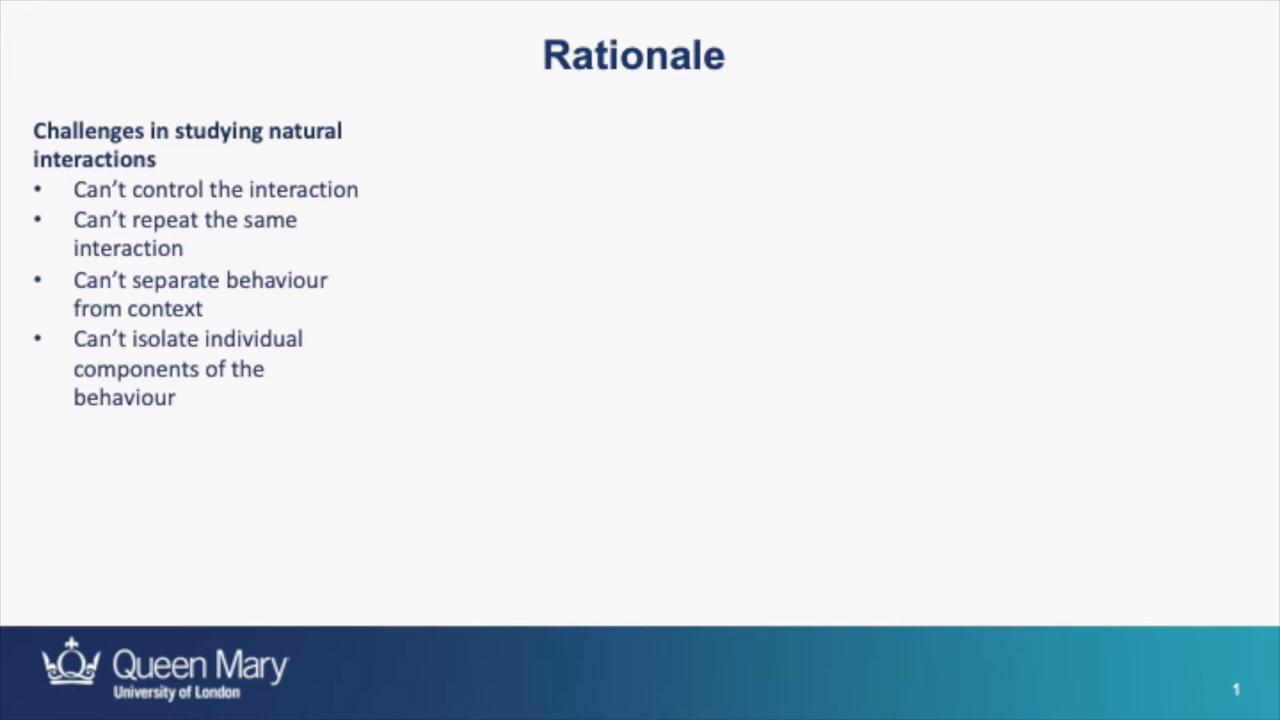 Rationale
Challenges in studying natural
interactions
• Can’t control the interaction
• Can’t repeat the same
interaction
• Can’t separate behaviour
from context
• Can’t isolate individual
components of the
behaviour
Queen Mary
University of London
1